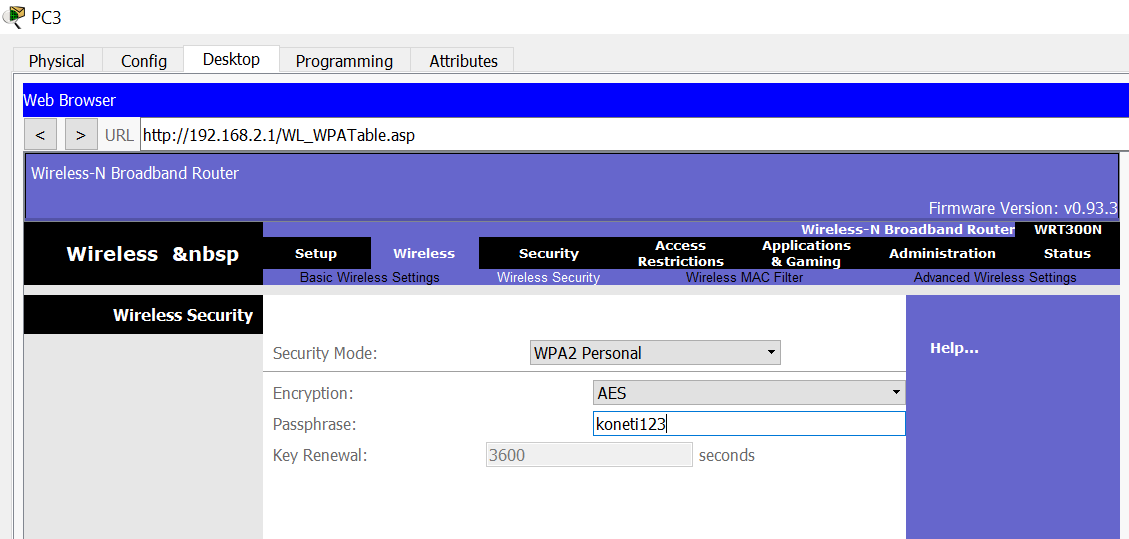 PC3
Physical Config Desktop Programming Attributes
Web Browser
< > URL http://192.168.2.1/WL_WPATable.asp
Wireless-N Broadband Router
Firmware Version: v0.93.3
Wireless-N Broadband Router WRT300N
Wireless &nbsp Setup Wireless Security Access Restrictions Applications & Gaming Administration Status
Basic Wireless Settings Wireless Security Wireless MAC Filter Advanced Wireless Settings
Wireless Security
Help...
Security Mode: WPA2 Personal
Encryption: AES
Passphrase: koneti123
Key Renewal: 3600 seconds